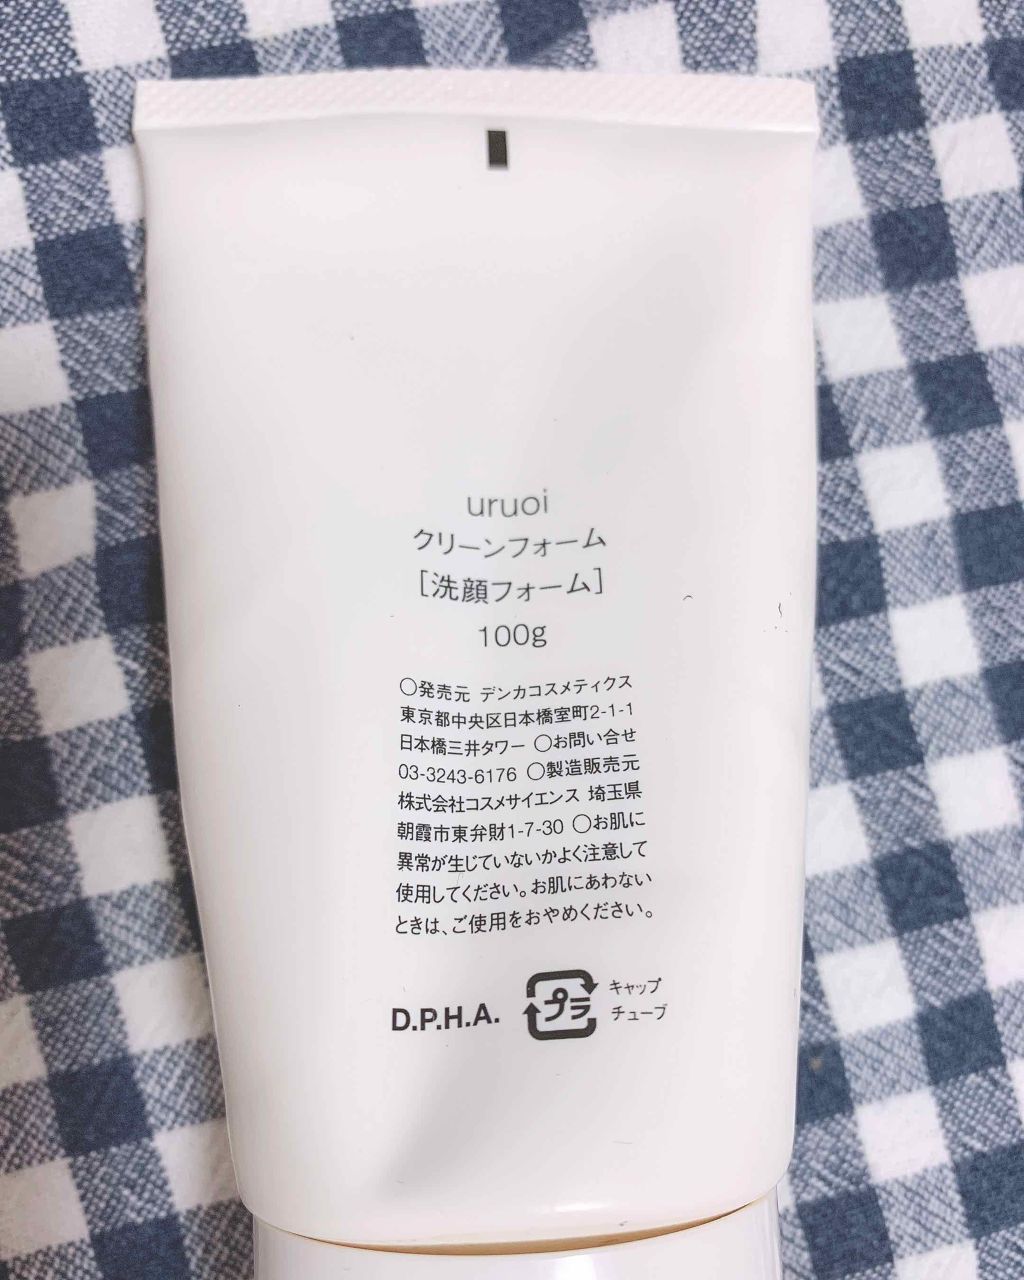 uruoi
クリーンフォーム
[洗顔フォーム]
100g
○発売元 デンカコスメティクス
東京都中央区日本橋室町2-1-1
日本橋三井タワー ○お問い合せ
03-3243-6176 ○製造販売元
株式会社コスメサイエンス 埼玉県
朝霞市東弁財1-7-30 ○お肌に
異常が生じていないかよく注意して
使用してください。お肌にあわない
ときは、ご使用をおやめください。
D.P.H.A.
プラ
キャップ
チューブ